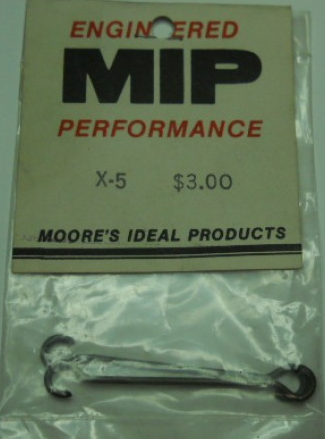 ENGINEERED
MIP
PERFORMANCE
X-5 $3.00
MOORE'S IDEAL PRODUCTS